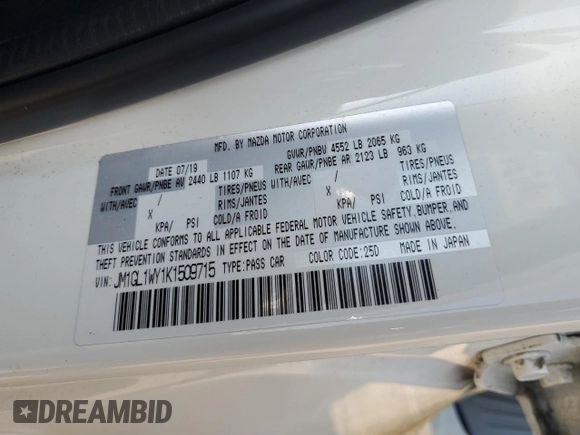 MFD. BY MAZDA MOTOR CORPORATION
DATE 07/19 GVWR/PNBV 4552 LB 2065 KG
FRONT GAWR/PNBE AV 2440 LB 1107 KG REAR GAWR/PNBE AR 2123 LB 963 KG
WITH/AVEC / TIRES/PNEUS WITH/AVEC / TIRES/PNEUS
X RIMS/JANTES X RIMS/JANTES
KPA/ PSI COLD/A FROID KPA/ PSI COLD/A FROID
THIS VEHICLE CONFORMS TO ALL APPLICABLE FEDERAL MOTOR VEHICLE SAFETY, BUMPER, AND
THEFT PREVENTION STANDARDS IN EFFECT ON THE DATE OF MANUFACTURE SHOWN ABOVE.
VIN: JM1GL1WY1K1509715 TYPE:PASS CAR COLOR CODE:25D MADE IN JAPAN
DREAMBID